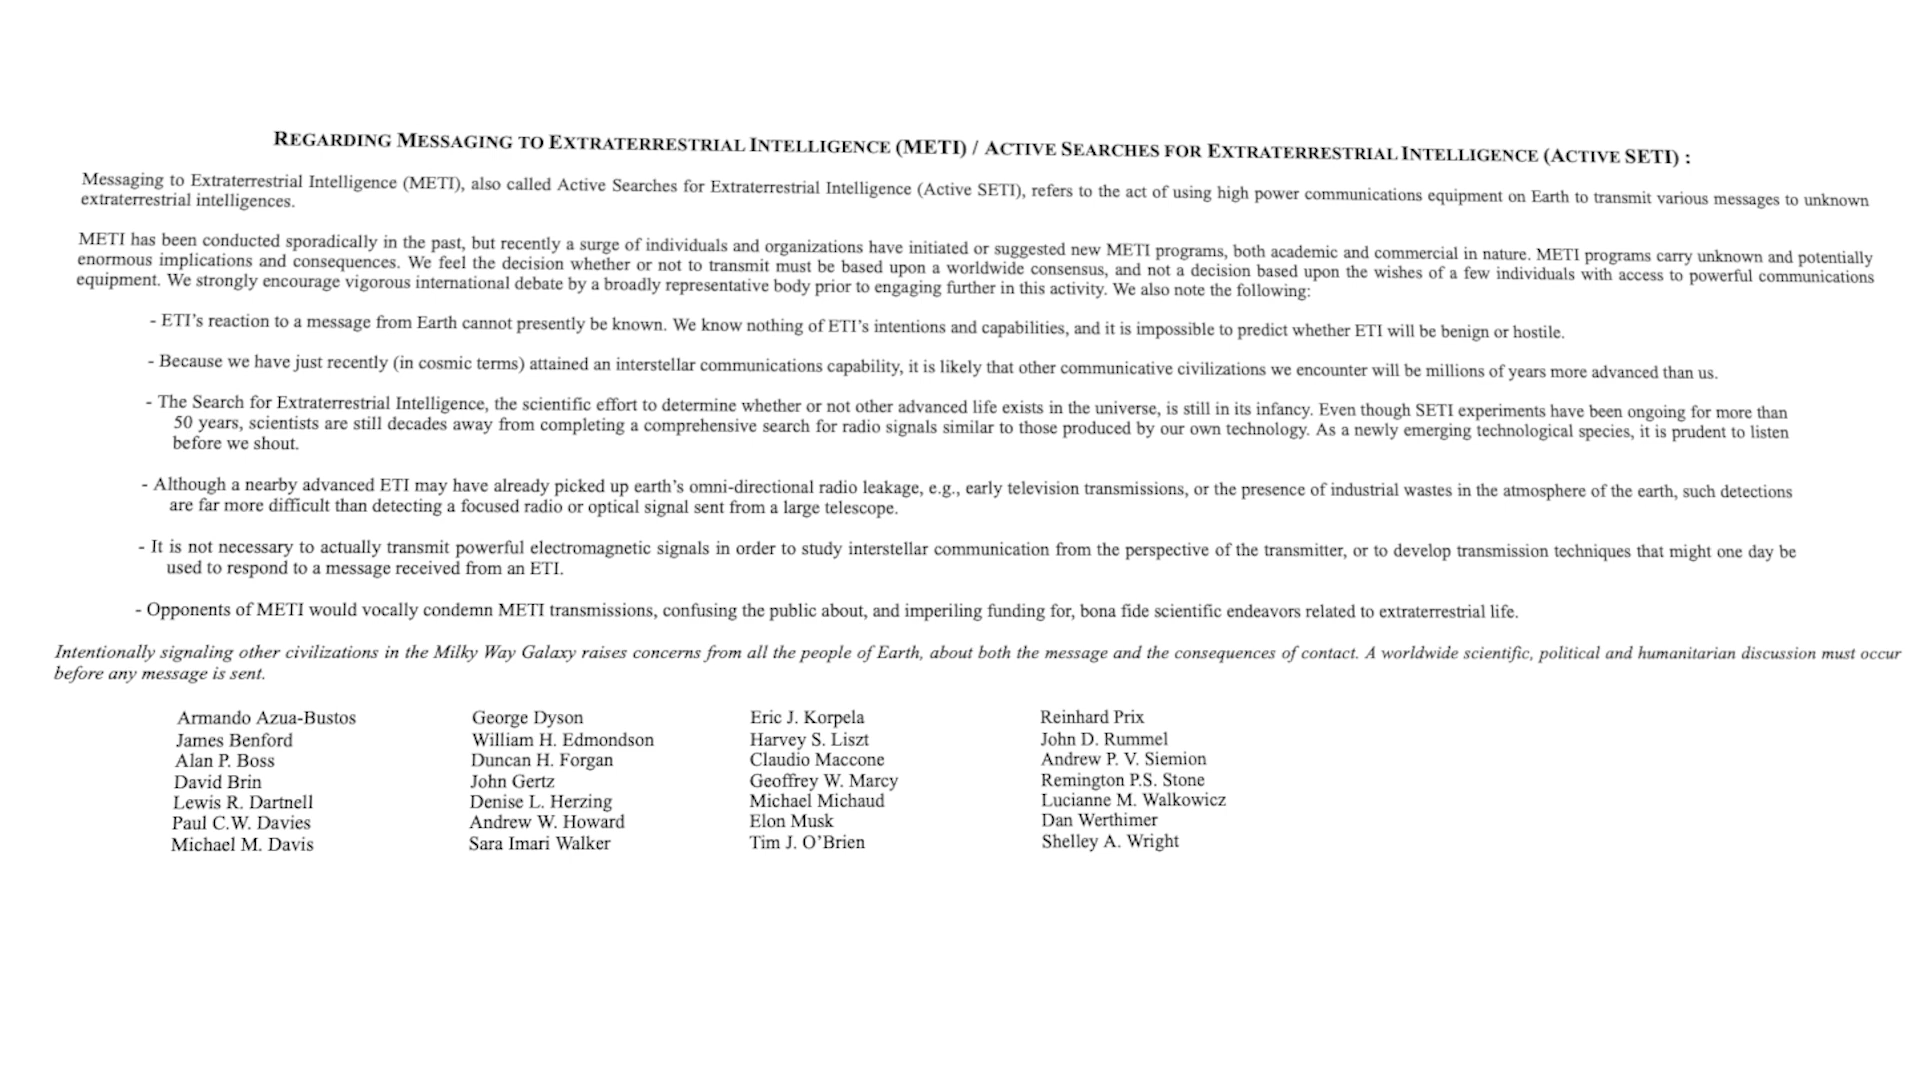 REGARDING MESSAGING TO EXTRATERRESTRIAL INTELLIGENCE (METI) / ACTIVE SEARCHES FOR EXTRATERRESTRIAL INTELLIGENCE (ACTIVE SETI) :
Messaging to Extraterrestrial Intelligence (METI), also called Active Searches for Extraterrestrial Intelligence (Active SETI), refers to the act of using high power communications equipment on Earth to transmit various messages to unknown
extraterrestrial intelligences.
METI has been conducted sporadically in the past, but recently a surge of individuals and organizations have initiated or suggested new METI programs, both academic and commercial in nature. METI programs carry unknown and potentially
enormous implications and consequences. We feel the decision whether or not to transmit must be based upon a worldwide consensus, and not a decision based upon the wishes of a few individuals with access to powerful communications
equipment. We strongly encourage vigorous international debate by a broadly representative body prior to engaging further in this activity. We also note the following:
- ETI's reaction to a message from Earth cannot presently be known. We know nothing of ETI's intentions and capabilities, and it is impossible to predict whether ETI will be benign or hostile.
- Because we have just recently (in cosmic terms) attained an interstellar communications capability, it is likely that other communicative civilizations we encounter will be millions of years more advanced than us.
- The Search for Extraterrestrial Intelligence, the scientific effort to determine whether or not other advanced life exists in the universe, is still in its infancy. Even though SETI experiments have been ongoing for more than
50 years, scientists are still decades away from completing a comprehensive search for radio signals similar to those produced by our own technology. As a newly emerging technological species, it is prudent to listen
before we shout.
- Although a nearby advanced ETI may have already picked up earth's omni-directional radio leakage, e.g., early television transmissions, or the presence of industrial wastes in the atmosphere of the earth, such detections
are far more difficult than detecting a focused radio or optical signal sent from a large telescope.
- It is not necessary to actually transmit powerful electromagnetic signals in order to study interstellar communication from the perspective of the transmitter, or to develop transmission techniques that might one day be
used to respond to a message received from an ETI.
- Opponents of METI would vocally condemn METI transmissions, confusing the public about, and imperiling funding for, bona fide scientific endeavors related to extraterrestrial life.
Intentionally signaling other civilizations in the Milky Way Galaxy raises concerns from all the people of Earth, about both the message and the consequences of contact. A worldwide scientific, political and humanitarian discussion must occur
before any message is sent.
Armando Azua-Bustos George Dyson Eric J. Korpela Reinhard Prix
James Benford William H. Edmondson Harvey S. Liszt John D. Rummel
Alan P. Boss Duncan H. Forgan Claudio Maccone Andrew P. V. Siemion
David Brin John Gertz Geoffrey W. Marcy Remington P.S. Stone
Lewis R. Dartnell Denise L. Herzing Michael Michaud Lucianne M. Walkowicz
Paul C.W. Davies Andrew W. Howard Elon Musk Dan Werthimer
Michael M. Davis Sara Imari Walker Tim J. O'Brien Shelley A. Wright